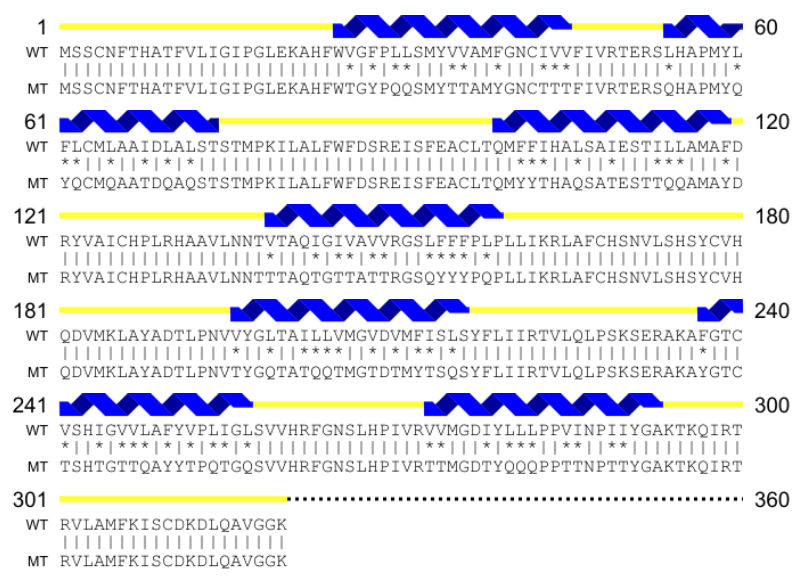 1 60
WT MSSCNFTHATFVLIGIPGLEKAHFWVGFPLLSMYVVAMFGNCIVVFIVRTERSLHAPMYL
MT MSSCNFTHATFVLIGIPGLEKAHFWTGYPQQSMYTTAMYGNCTTTFIVRTERSQHAPMYQ
61 120
WT FLCMLAAIDLALSTSTMPKILALFWFDSREISFEACLTQMFFIHALSAIESTILLAMAFD
MT YQCMQAATDQAQSTSTMPKILALFWFDSREISFEACLTQMYYTHAQSATESTTQQAMAYD
121 180
WT RYVAICHPLRHAAVLNNTVTAQIGIVAVVRGSLFFFPLPLLIKRLAFCHSNVLSHSYCVH
MT RYVAICHPLRHAAVLNNTTTAQTGTTATTRGSQYYYPQPLLIKRLAFCHSNVLSHSYCVH
181 240
WT QDVMKLAYADTLPNVVYGLTAILLVMGVDVMFISLSYFLIIRTVLQLPSKSERAKAFGTC
MT QDVMKLAYADTLPNVTYGQTATQQTMGTDTMYTSQSYFLIIRTVLQLPSKSERAKAYGTC
241 300
WT VSHIGVVLAFYVPLIGLSVVHRFGNSLHPIVRVVMGDIYLLLPPVINPIIYGAKTKQIRT
MT TSHTGTTQAYYTPQTGQSVVHRFGNSLHPIVRTTMGDTYQQQPPTTNPTTYGAKTKQIRT
301 360
WT RVLAMFKISCDKDLQAVGGK
MT RVLAMFKISCDKDLQAVGGK